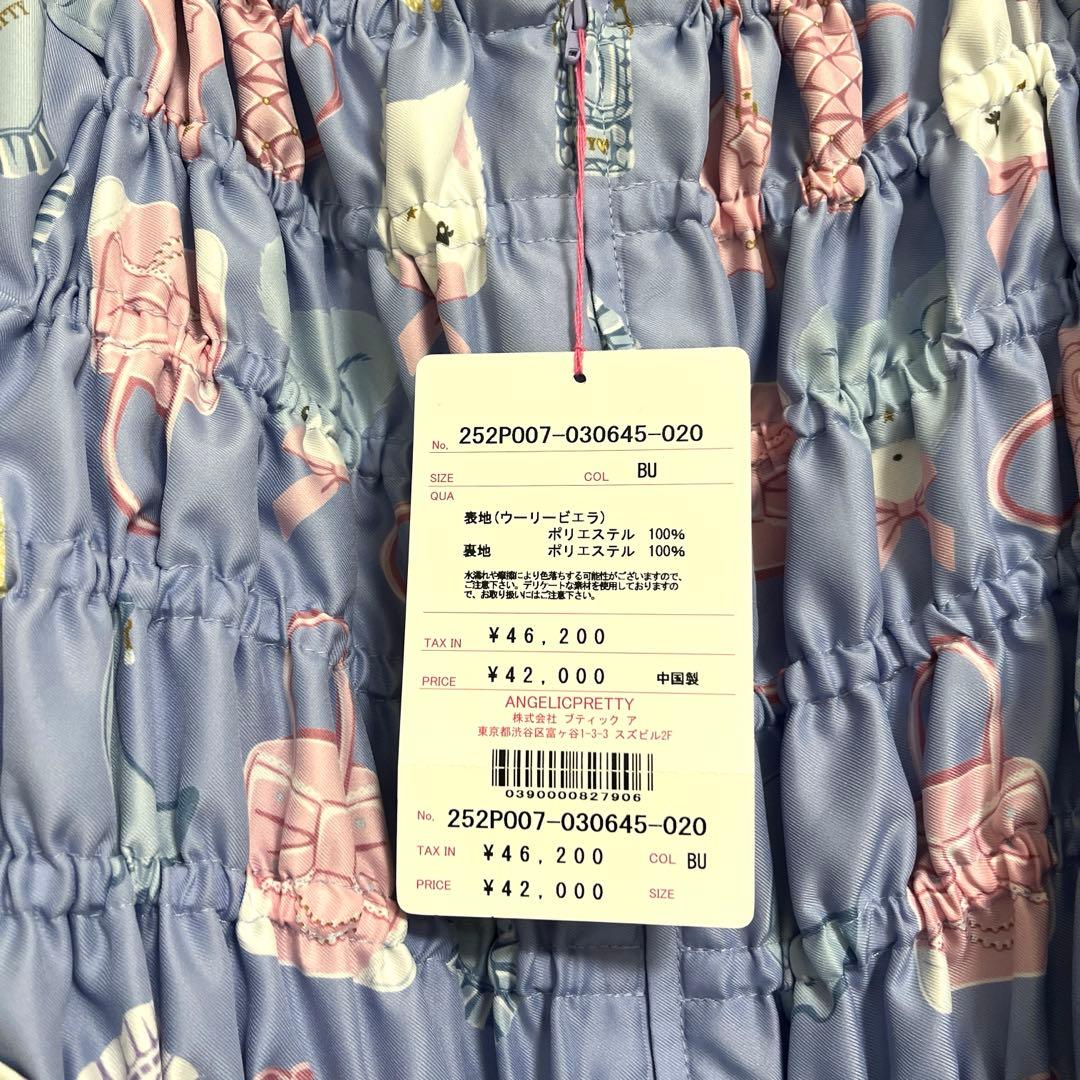 No. 252P007-030645-020
SIZE COL BU
QUA
表地(ウーリービエラ)
ポリエステル 100%
裏地 ポリエステル 100%
水濡れや摩擦により色落ちする可能性がございますので、
ご注意下さい。デリケートな素材を使用しておりますの
で、お取り扱いにはご注意下さい。
TAX IN ¥46,200
PRICE ¥42,000 中国製
ANGELICPRETTY
株式会社 ブティック ア
東京都渋谷区富ヶ谷1-3-3 スズビル2F
0390000827906
No. 252P007-030645-020
TAX IN ¥46,200 COL BU
PRICE ¥42,000 SIZE